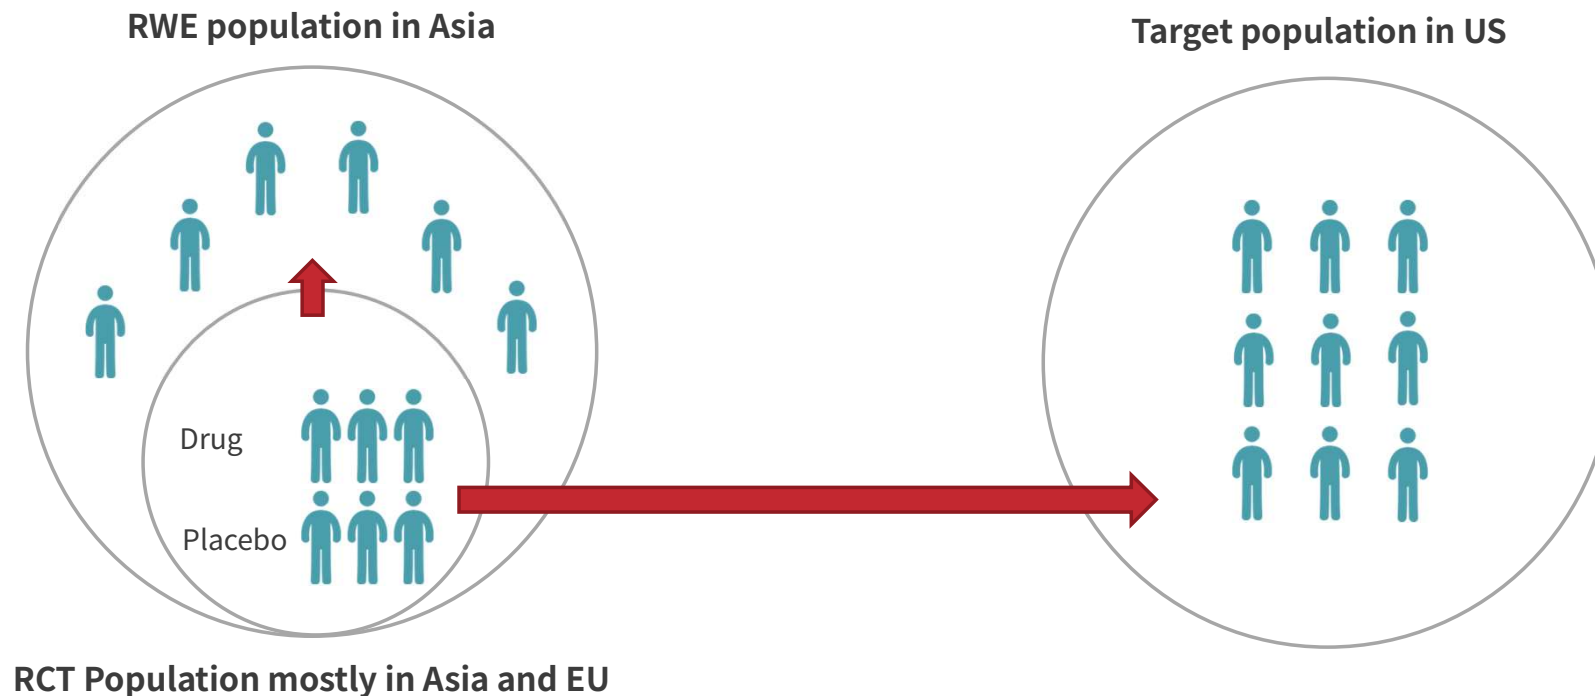 RWE population in Asia
Target population in US
Drug
Placebo
RCT Population mostly in Asia and EU